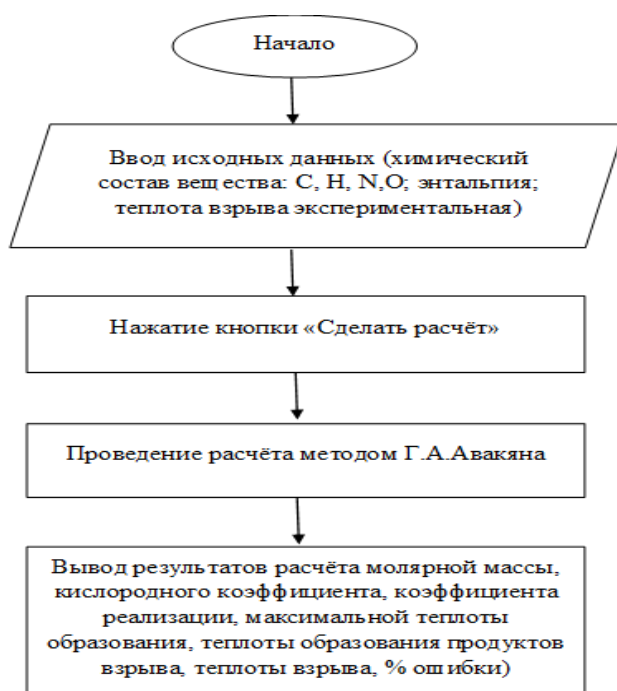 Начало
Ввод исходных данных (химический
состав вещества: C, H, N,O; энтальпия;
теплота взрыва экспериментальная)
Нажатие кнопки «Сделать расчёт»
Проведение расчёта методом Г.А.Авакяна
Вывод результатов расчёта молярной массы,
кислородного коэффициента, коэффициента
реализации, максимальной теплоты
образования, теплоты образования продуктов
взрыва, теплоты взрыва, % ошибки)